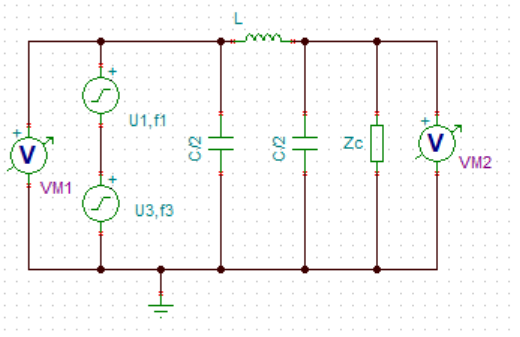 L
+
U1,f1
+
V
VM1
+
U3,f3
C/2
C/2
Zc
+
V
VM2